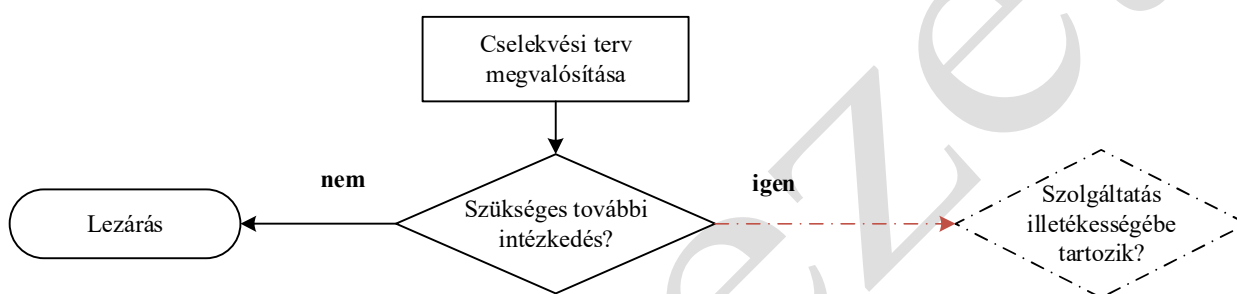 Cselekvési terv
megvalósítása
nem
igen
Lezárás
Szükséges további
intézkedés?
Szolgáltatás
illetékességébe
tartozik?